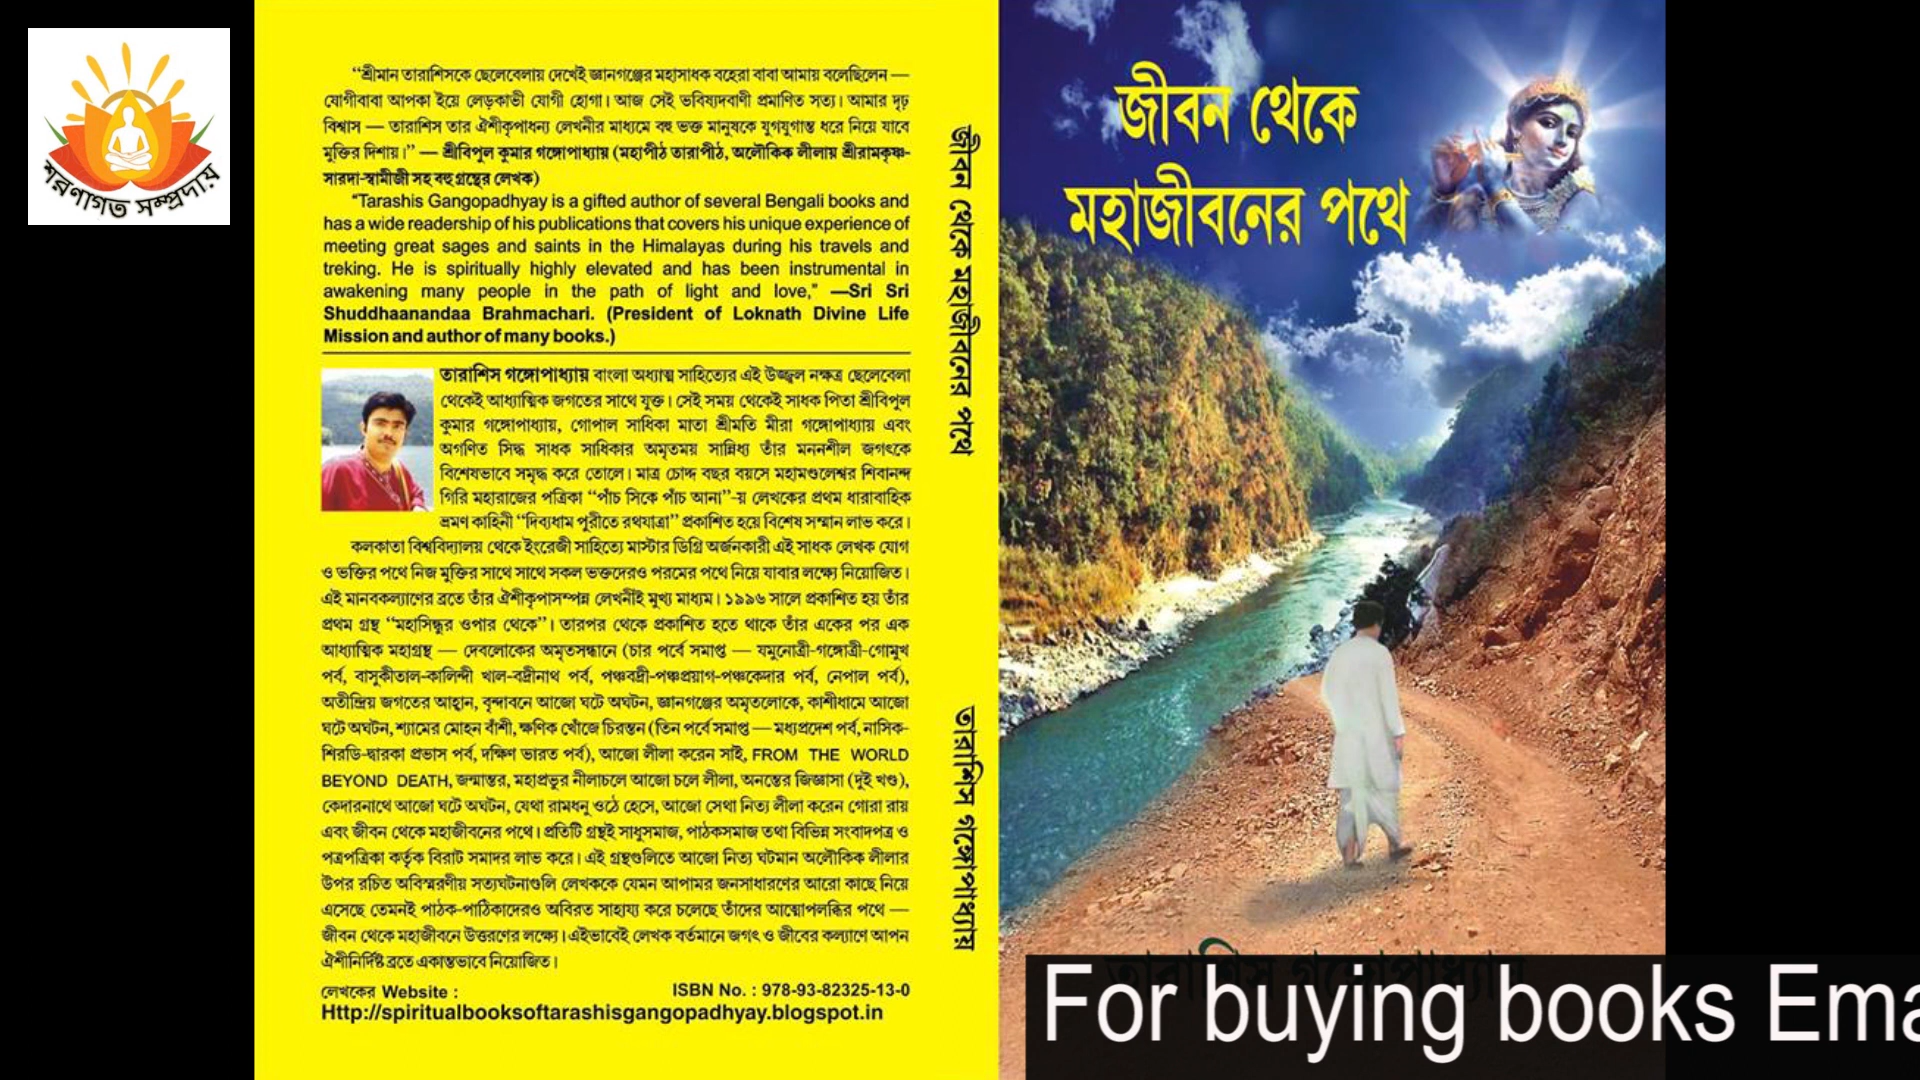 শরণাগত সম্প্রদায়
“শ্রীমান তারাশিসকে ছেলেবেলায় দেখেই জ্ঞানগঞ্জের মহাসাধক বহেরা বাবা আমায় বলেছিলেন —
যোগীবাবা আপকা ইয়ে লেড়কাভী যোগী হোগা। আজ সেই ভবিষ্যদবাণী প্রমাণিত সত্য। আমার দৃঢ়
বিশ্বাস — তারাশিস তার ঐশীকৃপাধন্য লেখনীর মাধ্যমে বহু ভক্ত মানুষকে যুগযুগান্ত ধরে নিয়ে যাবে
মুক্তির দিশায়।” — শ্রীবিপুল কুমার গঙ্গোপাধ্যায় (মহাপীঠ তারাপীঠ, অলৌকিক লীলায় শ্রীরামকৃষ্ণ-
সারদা-স্বামীজী সহ বহু গ্রন্থের লেখক)
“Tarashis Gangopadhyay is a gifted author of several Bengali books and
has a wide readership of his publications that covers his unique experience of
meeting great sages and saints in the Himalayas during his travels and
treking. He is spiritually highly elevated and has been instrumental in
awakening many people in the path of light and love,” —Sri Sri
Shuddhaanandaa Brahmachari. (President of Loknath Divine Life
Mission and author of many books.)
তারাশিস গঙ্গোপাধ্যায় বাংলা অধ্যাত্ম সাহিত্যের এই উজ্জ্বল নক্ষত্র ছেলেবেলা
থেকেই আধ্যাত্মিক জগতের সাথে যুক্ত। সেই সময় থেকেই সাধক পিতা শ্রীবিপুল
কুমার গঙ্গোপাধ্যায়, গোপাল সাধিকা মাতা শ্রীমতি মীরা গঙ্গোপাধ্যায় এবং
অগণিত সিদ্ধ সাধক সাধিকার অমৃতময় সান্নিধ্য তাঁর মননশীল জগৎকে
বিশেষভাবে সমৃদ্ধ করে তোলে। মাত্র চোদ্দ বছর বয়সে মহামণ্ডলেশ্বর শিবানন্দ
গিরি মহারাজের পত্রিকা “পাঁচ সিকে পাঁচ আনা”-য় লেখকের প্রথম ধারাবাহিক
ভ্রমণ কাহিনী “দিব্যধাম পুরীতে রথযাত্রা” প্রকাশিত হয়ে বিশেষ সম্মান লাভ করে।
কলকাতা বিশ্ববিদ্যালয় থেকে ইংরেজী সাহিত্যে মাস্টার ডিগ্রি অর্জনকারী এই সাধক লেখক যোগ
ও ভক্তির পথে নিজ মুক্তির সাথে সাথে সকল ভক্তদেরও পরমের পথে নিয়ে যাবার লক্ষ্যে নিয়োজিত।
এই মানবকল্যাণের ব্রতে তাঁর ঐশীকৃপাসম্পন্ন লেখনীই মুখ্য মাধ্যম। ১৯৯৬ সালে প্রকাশিত হয় তাঁর
প্রথম গ্রন্থ “মহাসিন্ধুর ওপার থেকে”। তারপর থেকে প্রকাশিত হতে থাকে তাঁর একের পর এক
আধ্যাত্মিক মহাগ্রন্থ — দেবলোকের অমৃতসন্ধানে (চার পর্বে সমাপ্ত — যমুনোত্রী-গঙ্গোত্রী-গোমুখ
পর্ব, বাসুকীতাল-কালিন্দী খাল-বদ্রীনাথ পর্ব, পঞ্চবদ্রী-পঞ্চপ্রয়াগ-পঞ্চকেদার পর্ব, নেপাল পর্ব),
অতীন্দ্রিয় জগতের আহ্বান, বৃন্দাবনে আজো ঘটে অঘটন, জ্ঞানগঞ্জের অমৃতলোকে, কাশীধামে আজো
ঘটে অঘটন, শ্যামের মোহন বাঁশী, ক্ষণিক খোঁজে চিরন্তন (তিন পর্বে সমাপ্ত — মধ্যপ্রদেশ পর্ব, নাসিক-
শিরডি-দ্বারকা প্রভাস পর্ব, দক্ষিণ ভারত পর্ব), আজো লীলা করেন সাই, FROM THE WORLD
BEYOND DEATH, জন্মান্তর, মহাপ্রভুর নীলাচলে আজো চলে লীলা, অনন্তের জিজ্ঞাসা (দুই খণ্ড),
কেদারনাথে আজো ঘটে অঘটন, যেথা রামধনু ওঠে হেসে, আজো সেথা নিত্য লীলা করেন গোরা রায়
এবং জীবন থেকে মহাজীবনের পথে। প্রতিটি গ্রন্থই সাধুসমাজ, পাঠকসমাজ তথা বিভিন্ন সংবাদপত্র ও
পত্রপত্রিকা কর্তৃক বিরাট সমাদর লাভ করে। এই গ্রন্থগুলিতে আজো নিত্য ঘটমান অলৌকিক লীলার
উপর রচিত অবিস্মরণীয় সত্যঘটনাগুলি লেখককে যেমন আপামর জনসাধারণের আরো কাছে নিয়ে
এসেছে তেমনই পাঠক-পাঠিকাদেরও অবিরত সাহায্য করে চলেছে তাঁদের আত্মোপলব্ধির পথে —
জীবন থেকে মহাজীবনে উত্তরণের লক্ষ্যে। এইভাবেই লেখক বর্তমানে জগৎ ও জীবের কল্যাণে আপন
ঐশীনির্দিষ্ট ব্রতে একান্তভাবে নিয়োজিত।
লেখকের Website :
ISBN No. : 978-93-82325-13-0
Http://spiritualbooksoftarashisgangopadhyay.blogspot.in
জীবন থেকে মহাজীবনের পথে
তারাশিস গঙ্গোপাধ্যায়
জীবন থেকে
মহাজীবনের পথে
তারাশিস গঙ্গোপাধ্যায়
For buying books Ema